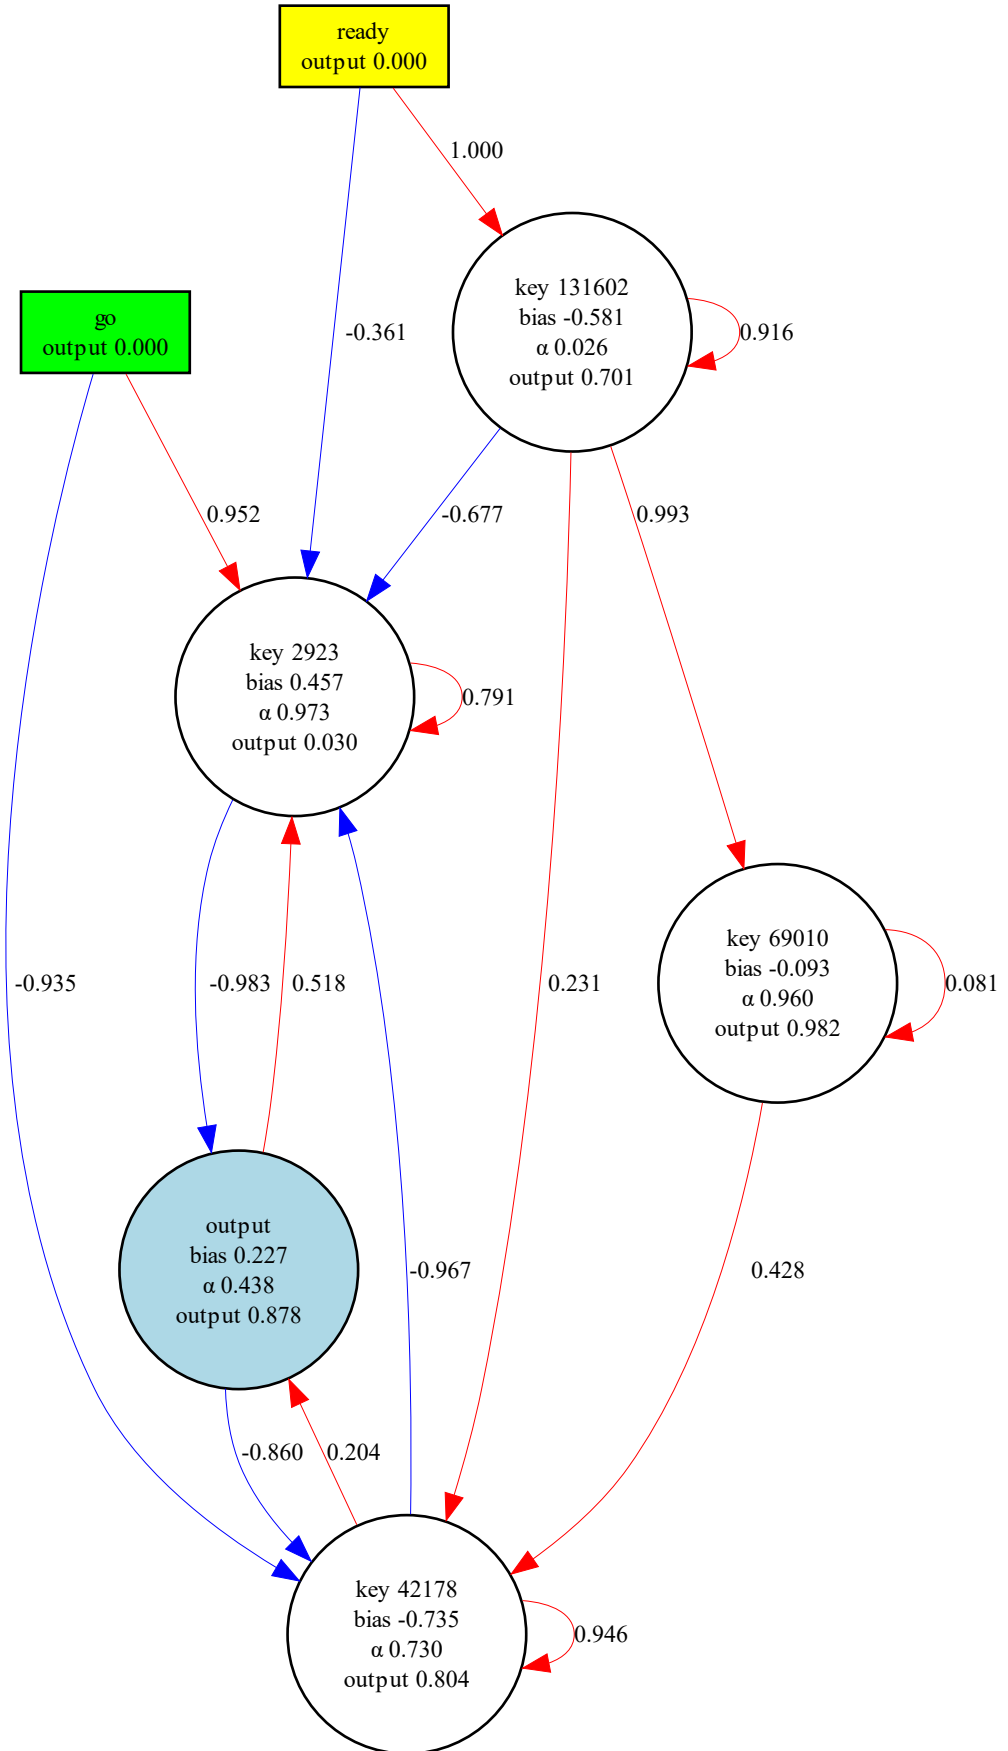 ready
output 0.000
1.000
key 131602
bias -0.581
α 0.026
output 0.701
0.916
go
output 0.000
-0.361
0.952
-0.677
0.993
key 2923
bias 0.457
α 0.973
output 0.030
0.791
key 69010
bias -0.093
α 0.960
output 0.982
0.081
-0.935
-0.983
0.518
0.231
output
bias 0.227
α 0.438
output 0.878
-0.967
0.428
-0.860
0.204
key 42178
bias -0.735
α 0.730
output 0.804
0.946